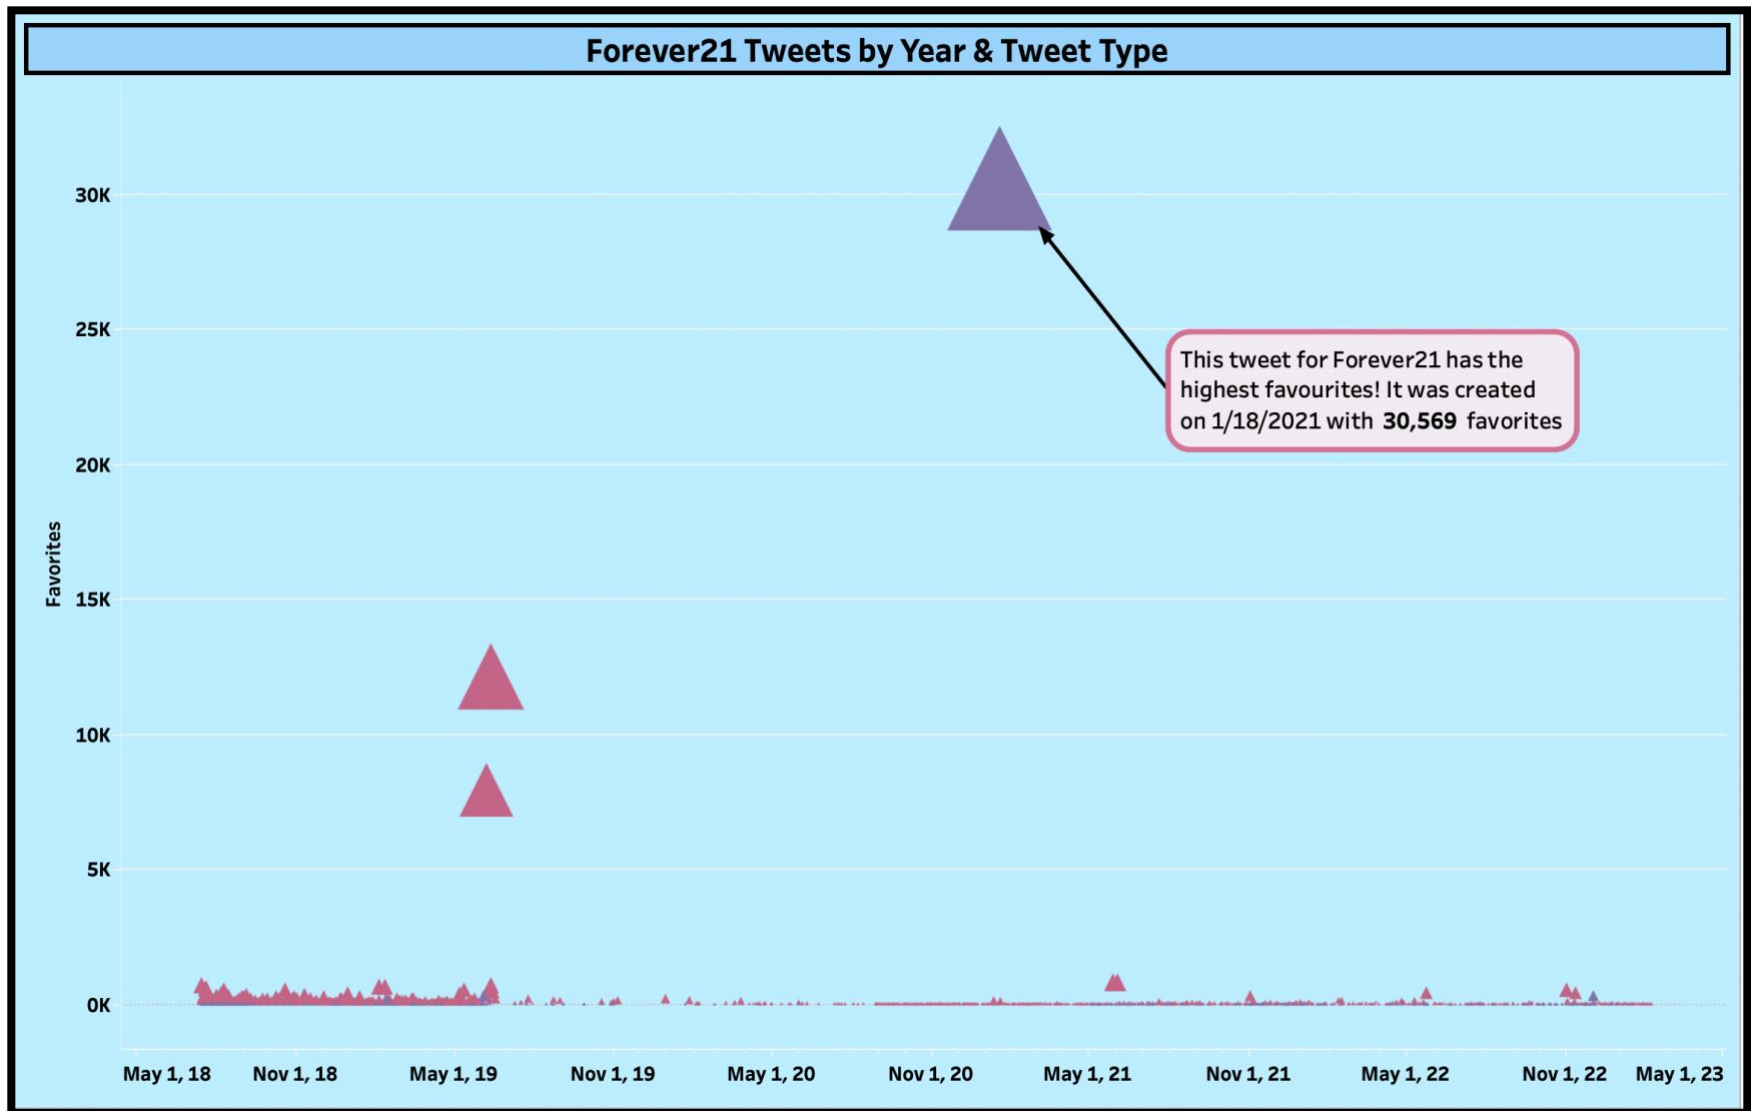 Forever21 Tweets by Year & Tweet Type
30K
25K
20K
15K
10K
5K
0K
Favorites
This tweet for Forever21 has the
highest favourites! It was created
on 1/18/2021 with 30,569 favorites
May 1, 18
Nov 1, 18
May 1, 19
Nov 1, 19
May 1, 20
Nov 1, 20
May 1, 21
Nov 1, 21
May 1, 22
Nov 1, 22
May 1, 23